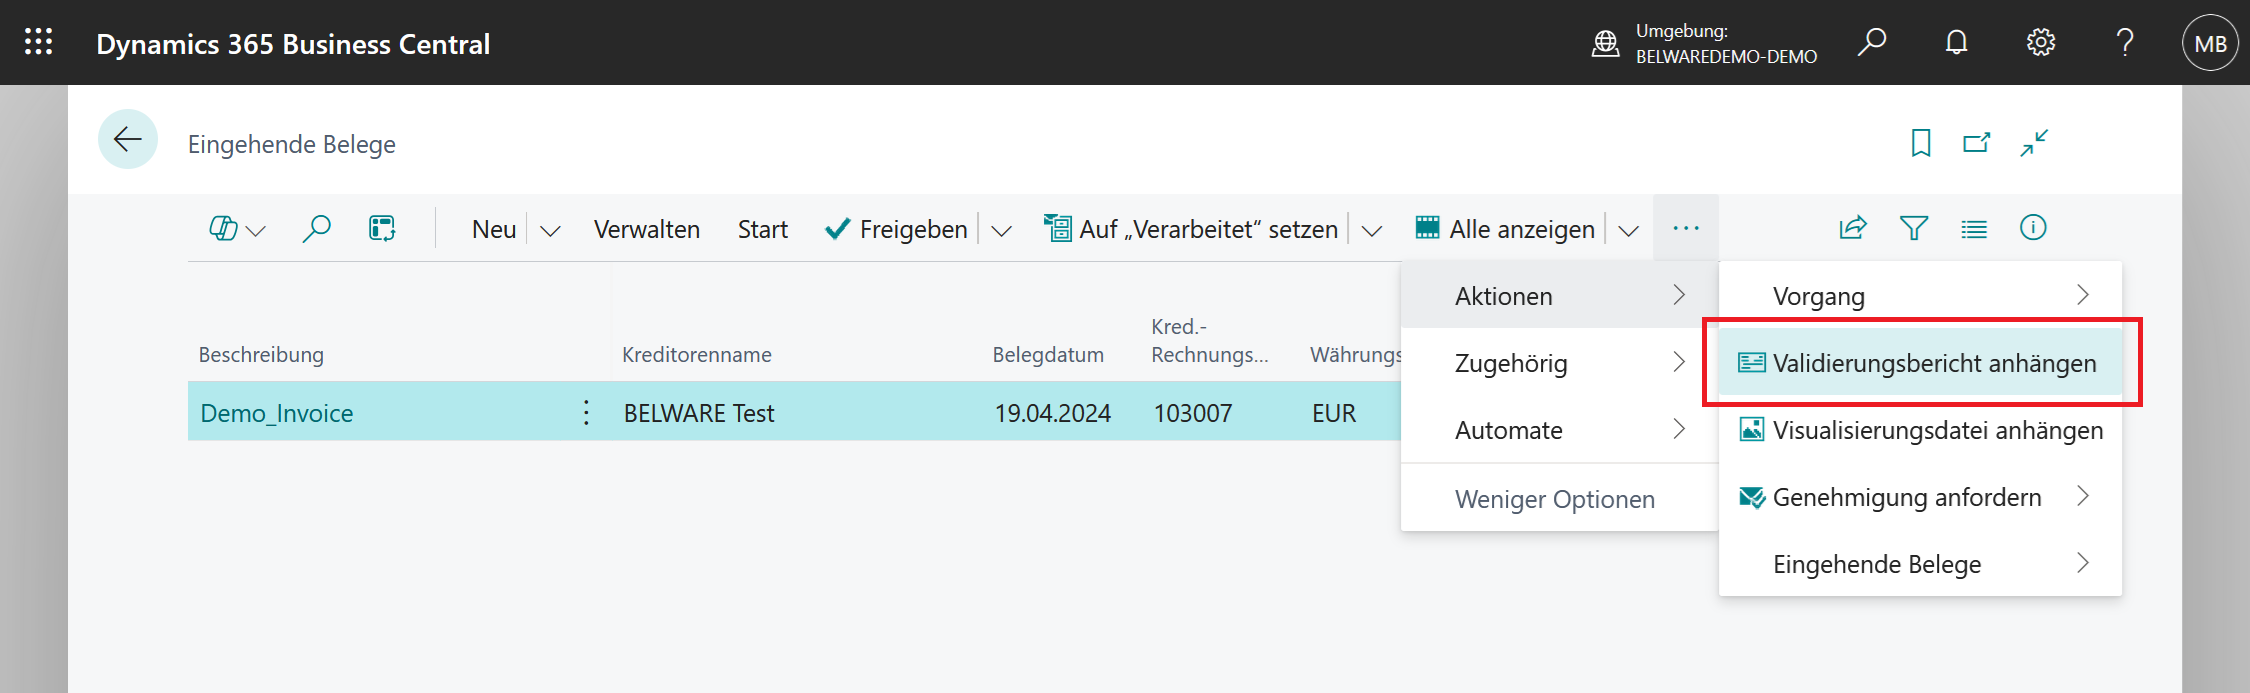 Dynamics 365 Business Central
Umgebung:
BELWAREDEMO-DEMO
MB
Eingehende Belege
Neu
Verwalten
Start
Freigeben
Auf „Verarbeitet“ setzen
Alle anzeigen
Aktionen
Zugehörig
Automate
Weniger Optionen
Vorgang
Validierungsbericht anhängen
Visualisierungsdatei anhängen
Genehmigung anfordern
Eingehende Belege
Beschreibung
Kreditorenname
Belegdatum
Kred.-
Rechnungs...
Währungs
Demo_Invoice
BELWARE Test
19.04.2024
103007
EUR